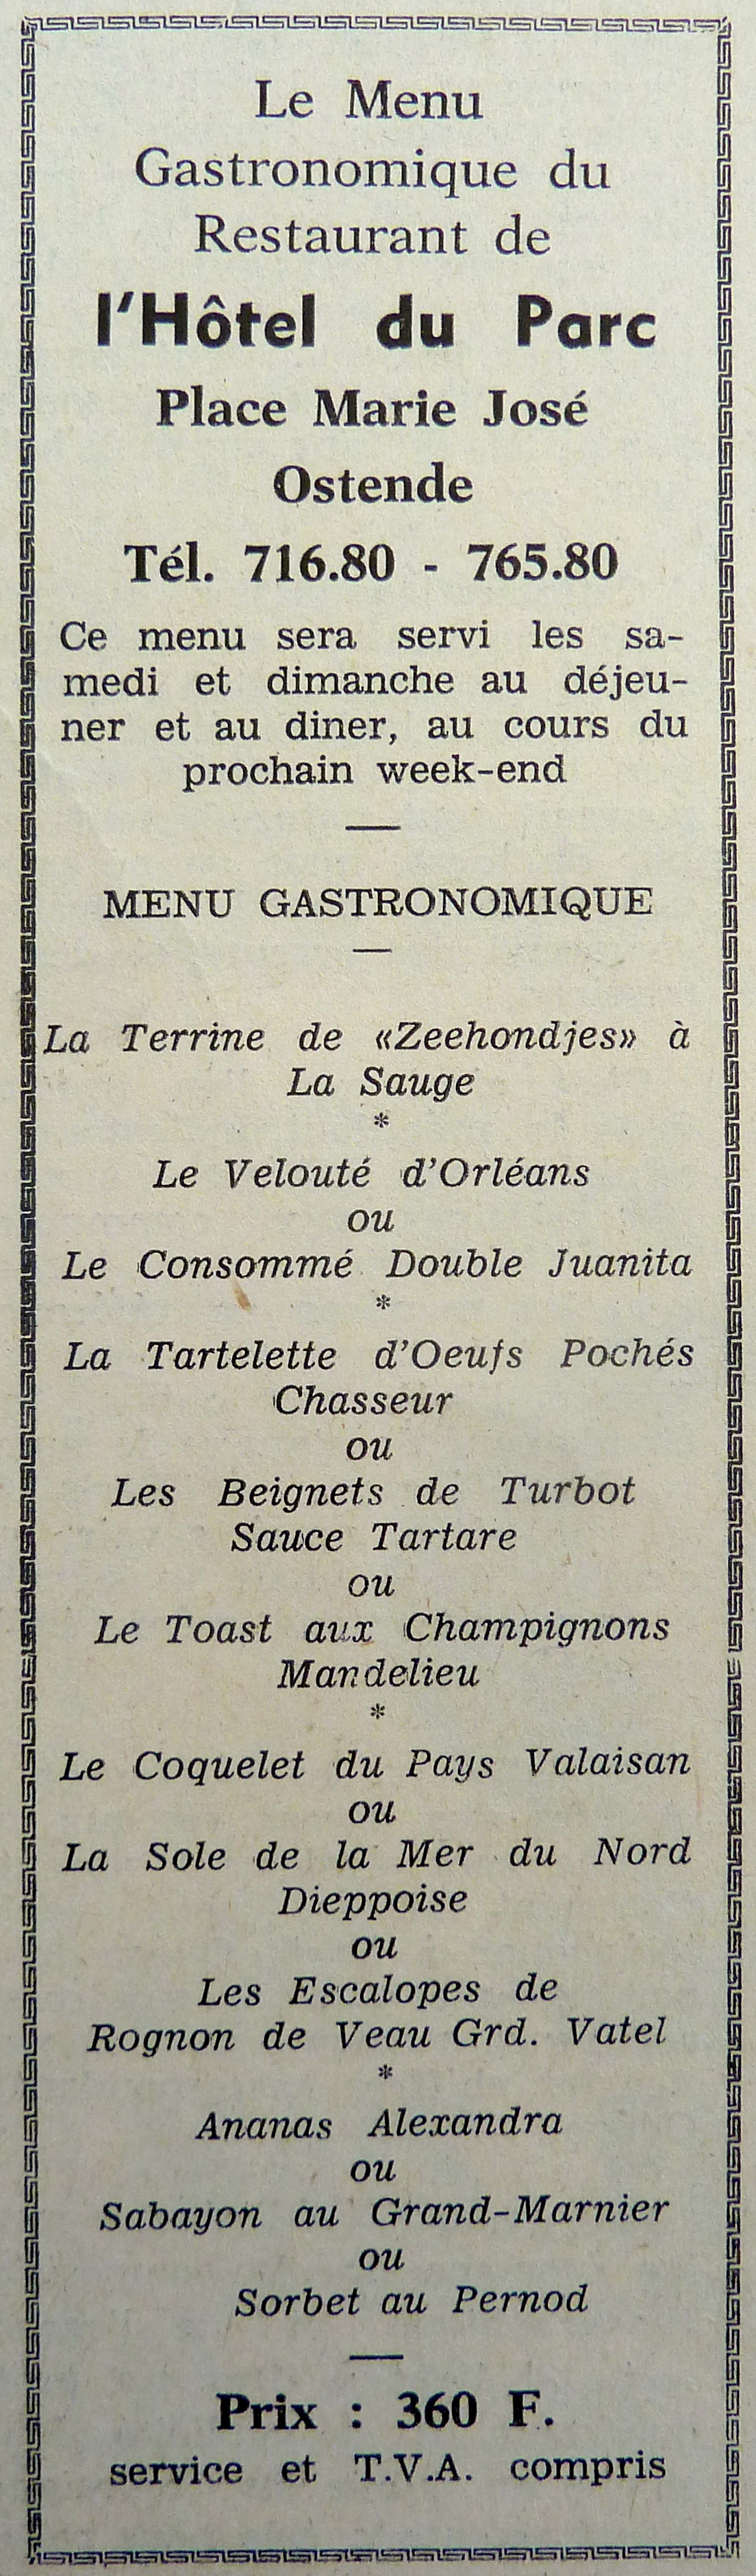 Le Menu
Gastronomique du
Restaurant de
l'Hôtel du Parc
Place Marie José
Ostende
Tél. 716.80 - 765.80
Ce menu sera servi les sa-
medi et dimanche au déjeu-
ner et au diner, au cours du
prochain week-end
MENU GASTRONOMIQUE
La Terrine de «Zeehondjes» à
La Sauge
*
Le Velouté d'Orléans
ou
Le Consommé Double Juanita
*
La Tartelette d'Oeufs Pochés
Chasseur
ou
Les Beignets de Turbot
Sauce Tartare
ou
Le Toast aux Champignons
Mandelieu
*
Le Coquelet du Pays Valaisan
ou
La Sole de la Mer du Nord
Dieppoise
ou
Les Escalopes de
Rognon de Veau Grd. Vatel
*
Ananas Alexandra
ou
Sabayon au Grand-Marnier
ou
Sorbet au Pernod
Prix : 360 F.
service et T.V.A. compris